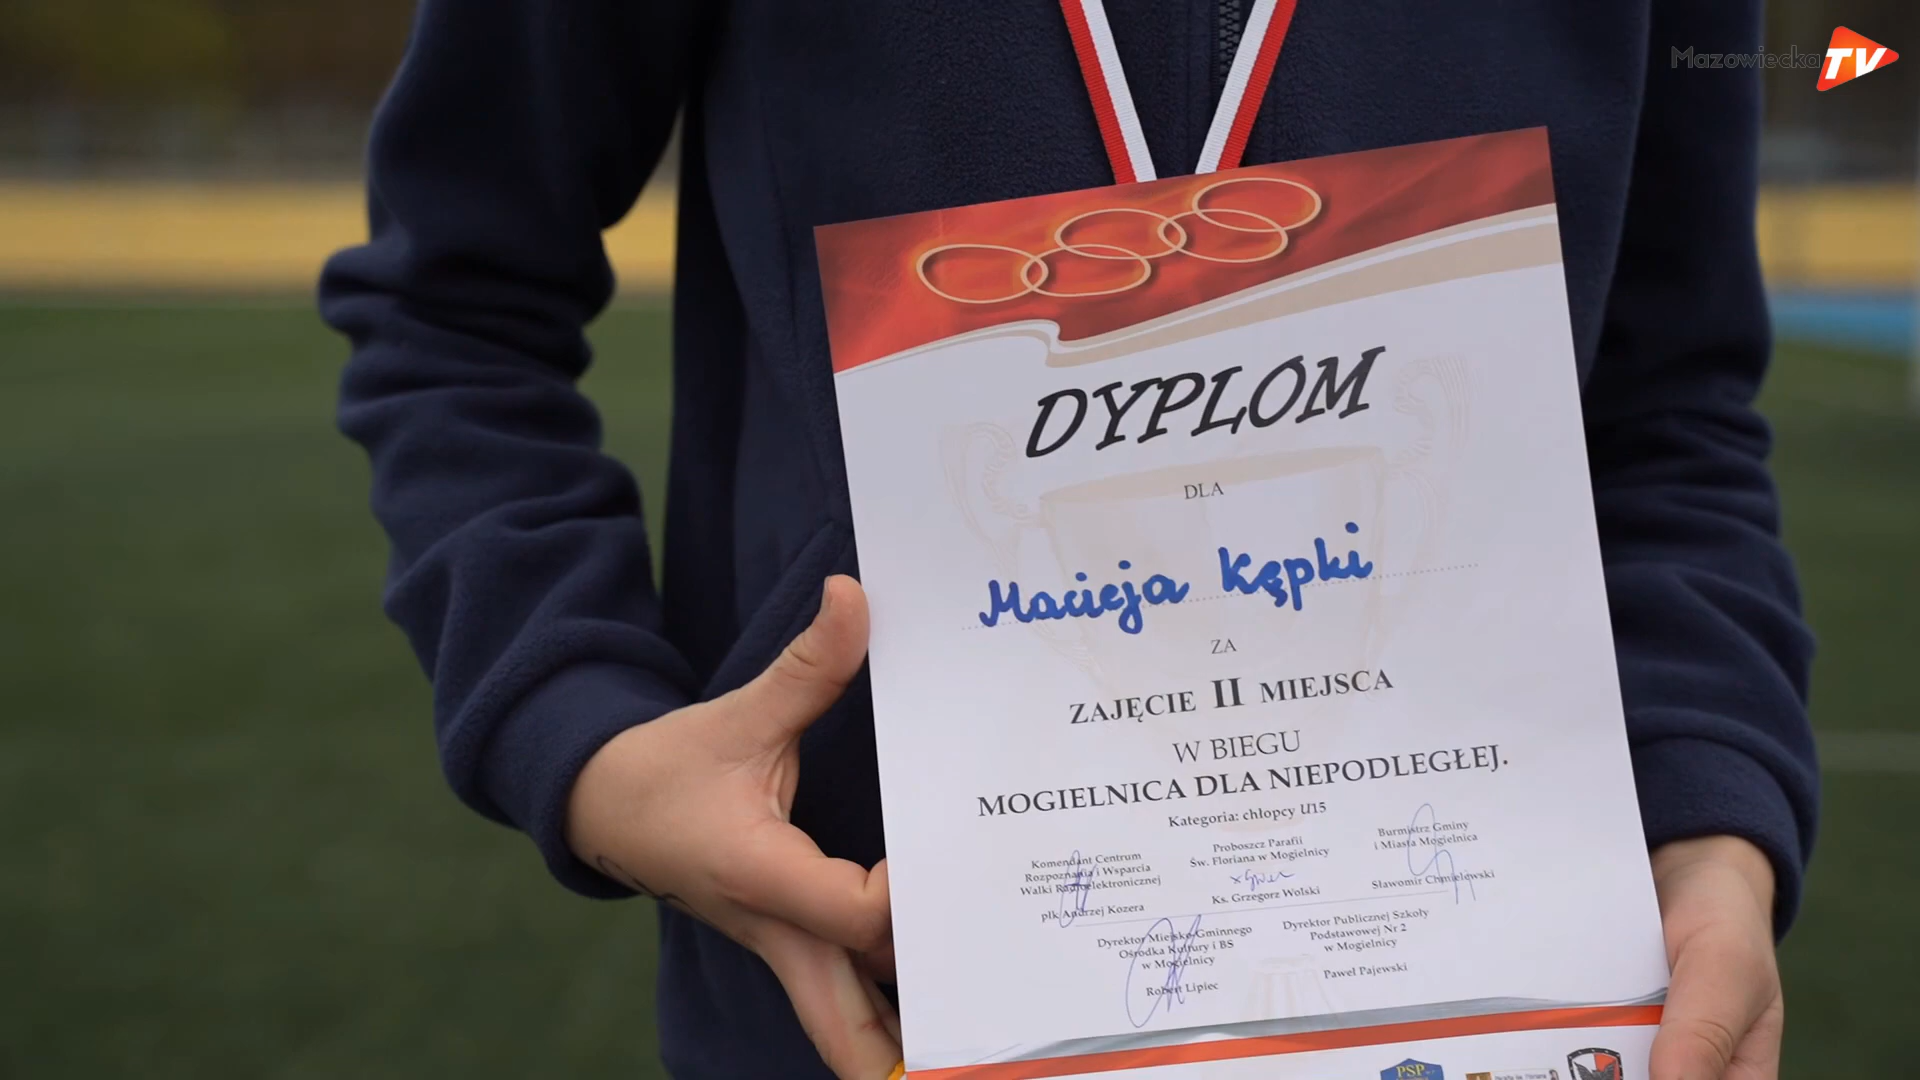 Mazowiecka TV
DYPLOM
DLA
Macieja Kępki
ZA
ZAJĘCIE II MIEJSCA
W BIEGU
MOGIELNICA DLA NIEPODLEGŁEJ.
Kategoria: chłopcy U15
Komendant Centrum
Rozpoznania i Wsparcia
Walki Radioelektronicznej
płk Andrzej Kozera
Proboszcz Parafii
Św. Floriana w Mogielnicy
Ks. Grzegorz Wolski
Burmistrz Gminy
i Miasta Mogielnica
Sławomir Chmielewski
Dyrektor Miejsko-Gminnego
Ośrodka Kultury i BS
w Mogielnicy
Robert Lipiec
Dyrektor Publicznej Szkoły
Podstawowej Nr 2
w Mogielnicy
Paweł Pajewski
PSP